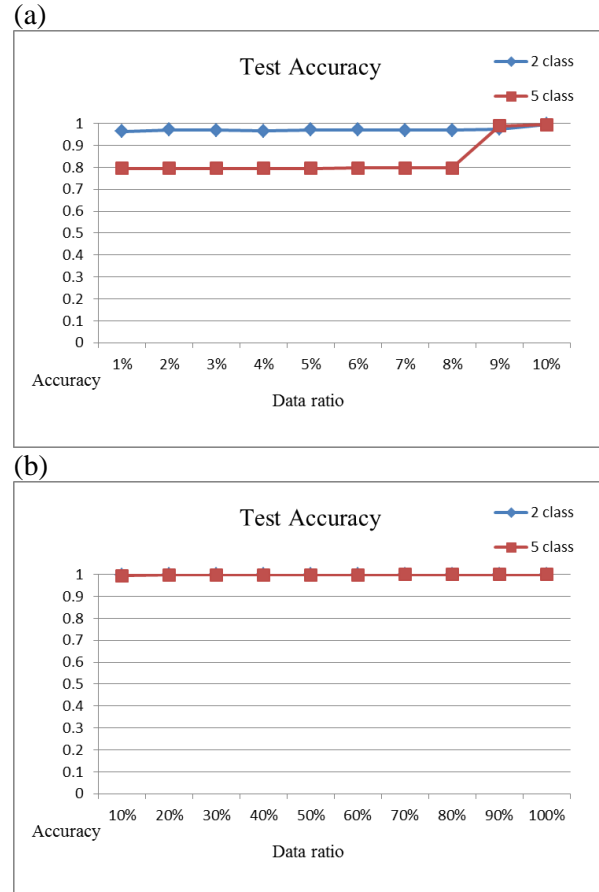 (a)
Test Accuracy
2 class
5 class
1
0.9
0.8
0.7
0.6
0.5
0.4
0.3
0.2
0.1
0
1% 2% 3% 4% 5% 6% 7% 8% 9% 10%
Accuracy
Data ratio
(b)
Test Accuracy
2 class
5 class
1
0.9
0.8
0.7
0.6
0.5
0.4
0.3
0.2
0.1
0
10% 20% 30% 40% 50% 60% 70% 80% 90% 100%
Accuracy
Data ratio